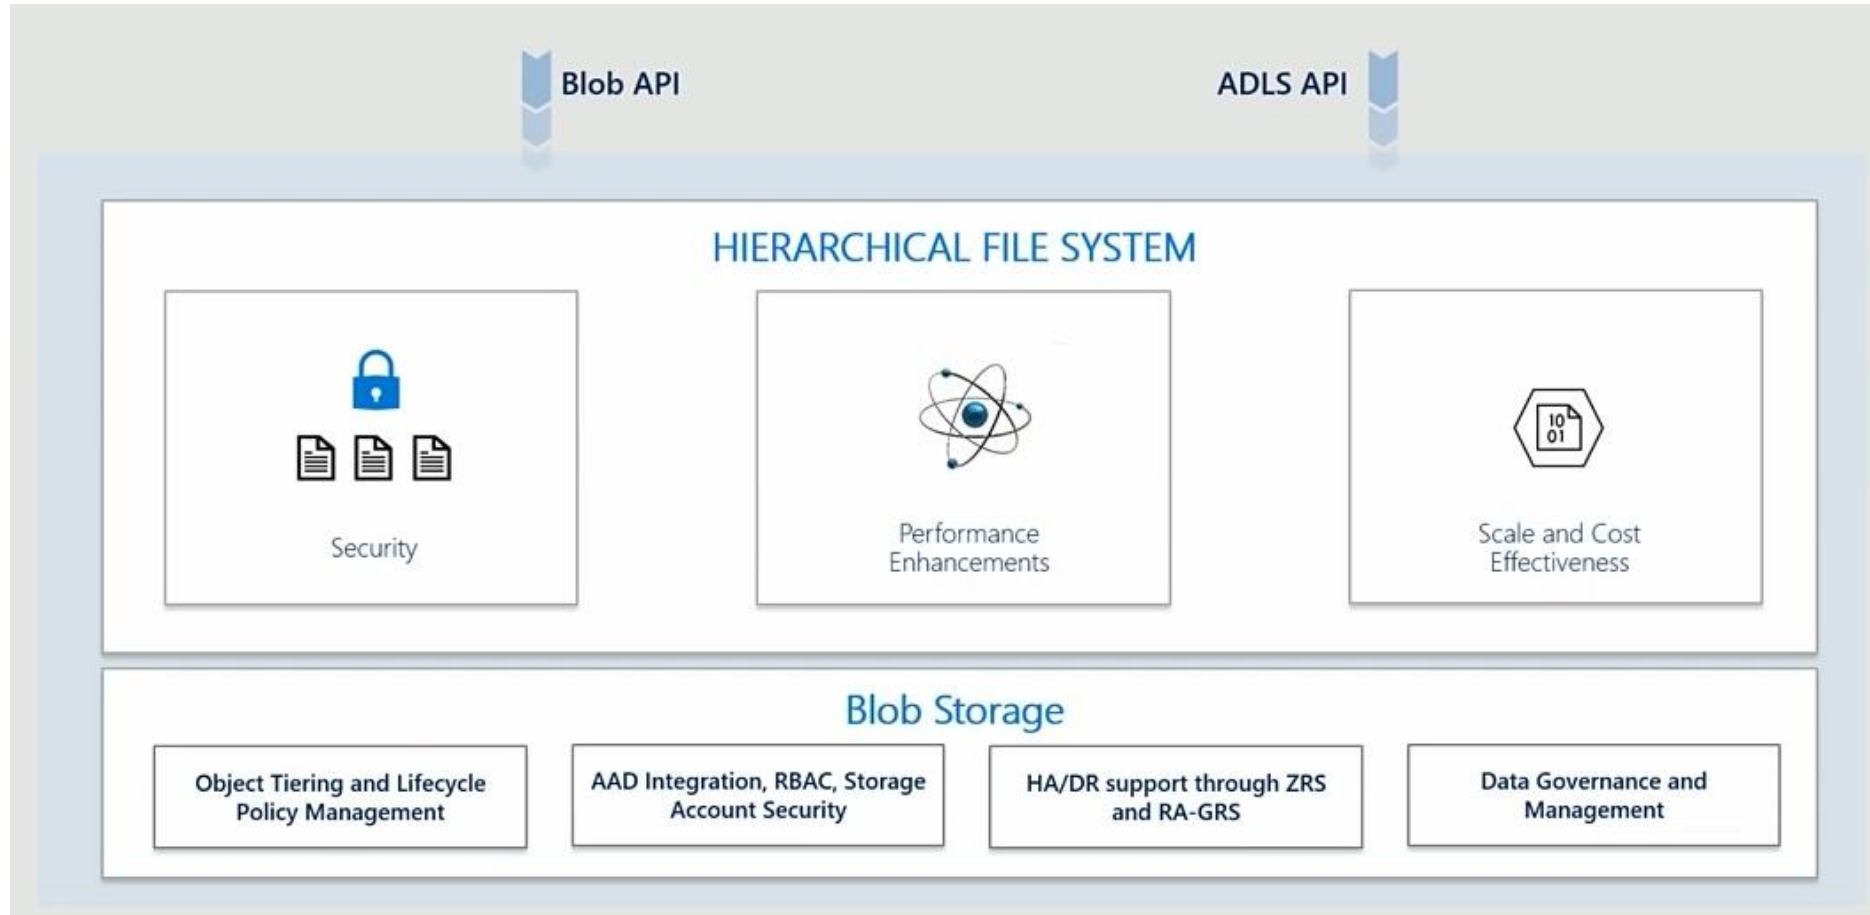 Blob API
ADLS API
HIERARCHICAL FILE SYSTEM
Security
Performance
Enhancements
10
01
Scale and Cost
Effectiveness
Blob Storage
Object Tiering and Lifecycle
Policy Management
AAD Integration, RBAC, Storage
Account Security
HA/DR support through ZRS
and RA-GRS
Data Governance and
Management